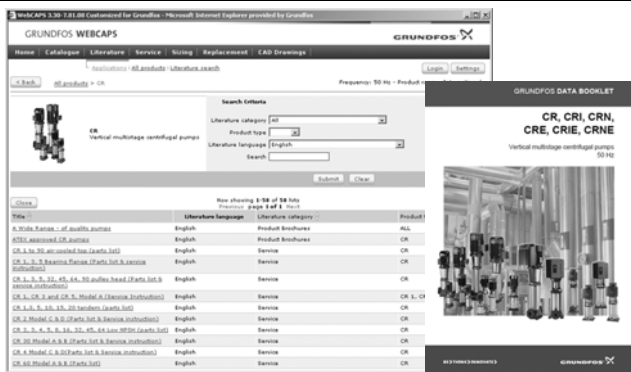 WebCAPS 3.30-7.81.08 Customized for Grundfos - Microsoft Internet Explorer provided by Grundfos
GRUNDFOS WEBCAPS
GRUNDFOS
Home Catalogue Literature Service Sizing Replacement CAD Drawings
Applications All products Literature search
Login Settings
< Back All products > CR
Frequency: 50 Hz - Product
Search Criteria
CR
Vertical multistage centrifugal pumps
Literature category All
Product type
Literature language English
Search
Submit Clear
Close
Now showing 1-58 of 58 hits
Previous page 1 of 1 Next
Title Literature language Literature category Product
A Wide Range - of quality pumps English Product Brochures ALL
ATEX approved CR pumps English Product Brochures CR
CR 1 to 90 air-cooled top (parts list) English Service CR
CR 1, 3, 5 Bearing flange (Parts list & service instruction) English Service CR
CR 1, 3, 5, 32, 45, 64, 90 pulley head (Parts list & service instruction) English Service CR
CR 1, CR 3 and CR 5, Model A (Service Instruction) English Service CR 1, CR
CR 1,3, 5, 10, 15, 20 tandem (parts list) English Service CR
CR 2 Model C & D (Parts list & Service instruction) English Service CR
CR 2, 3, 4, 5, 8, 16, 32, 45, 64 Low NPSH (parts list) English Service CR
CR 30 Model A & B (Parts list & Service instruction) English Service CR
CR 4 Model C & D(Parts list & Service instruction) English Service CR
CR 60 Model A & B (Parts list) English Service CR
GRUNDFOS DATA BOOKLET
CR, CRI, CRN,
CRE, CRIE, CRNE
Vertical multistage centrifugal pumps
50 Hz
BE > THINK > INNOVATE >
GRUNDFOS